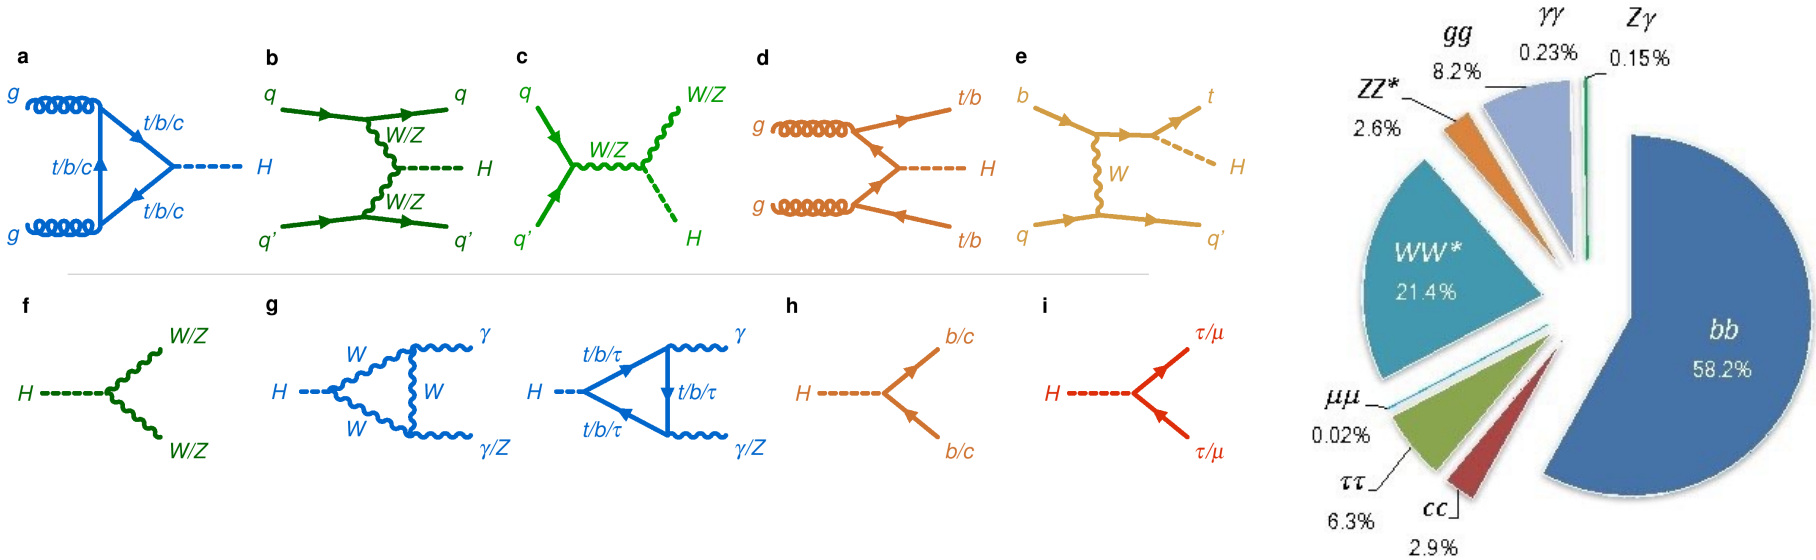 a
g
t/b/c
t/b/c
H
t/b/c
g
b
q
q
W/Z
H
W/Z
q’
q’
c
q
W/Z
W/Z
q’
H
d
g
t/b
H
g
t/b
e
b
t
W
H
q
q’
f
H
W/Z
W/Z
g
H
W
γ
W
W
γ/Z
H
t/b/τ
γ
t/b/τ
t/b/τ
γ/Z
h
H
b/c
b/c
i
H
τ/μ
τ/μ
γγ
0.23%
Zγ
0.15%
gg
8.2%
ZZ*
2.6%
WW*
21.4%
bb
58.2%
μμ
0.02%
ττ
6.3%
cc
2.9%